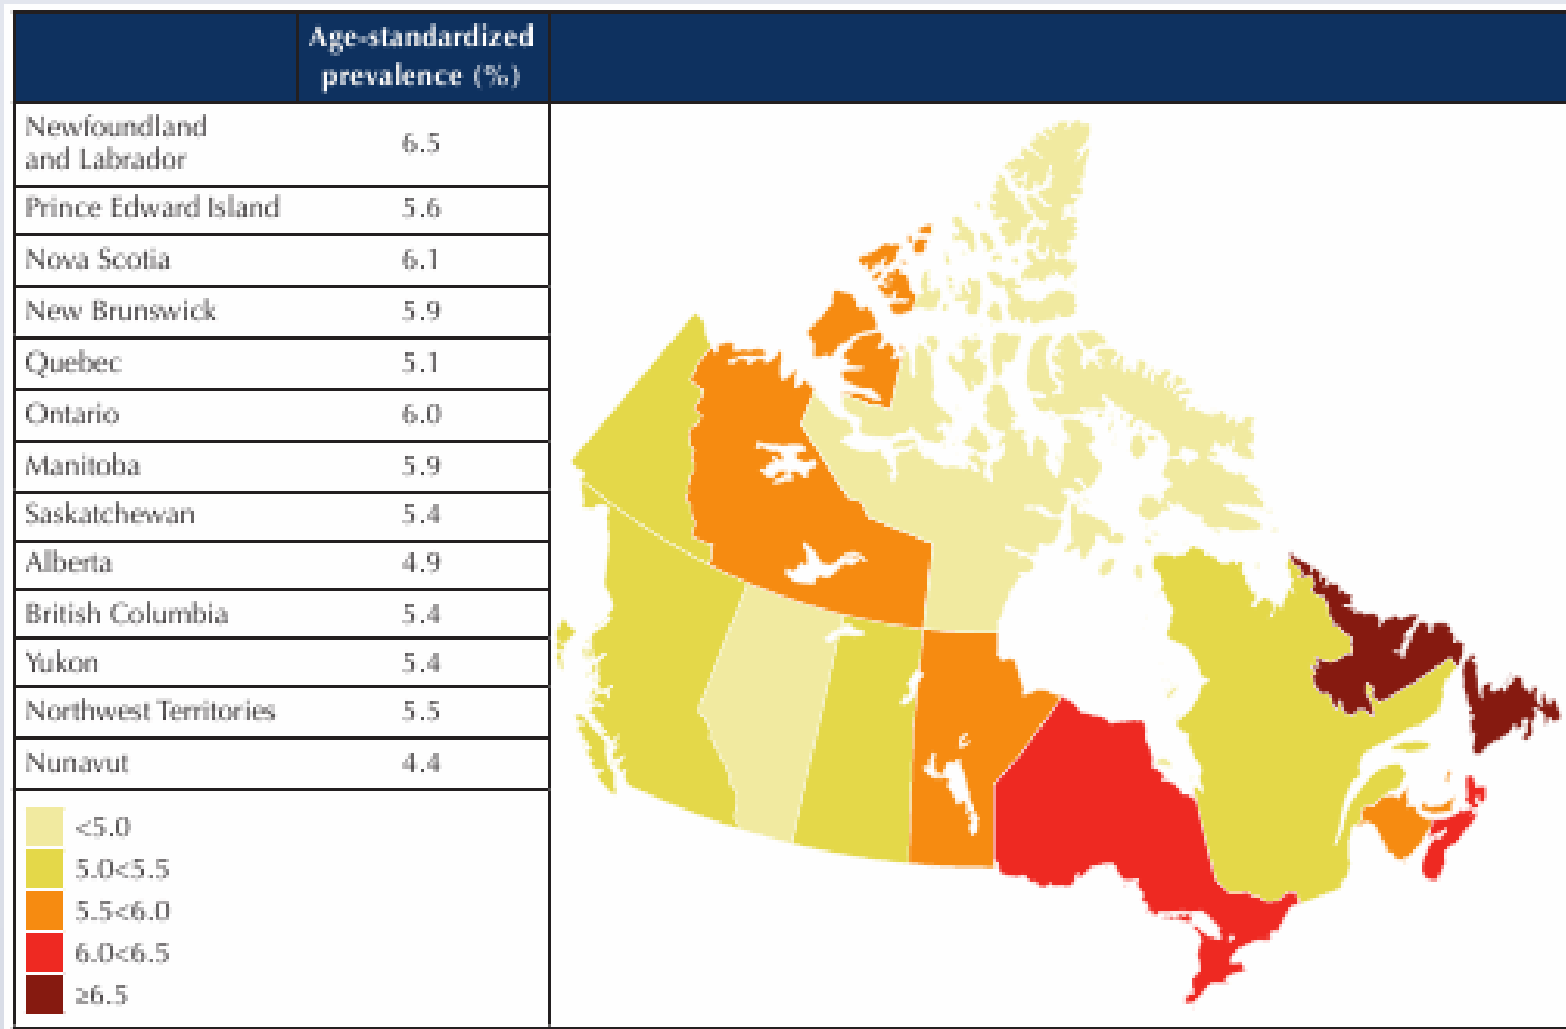 Age-standardized
prevalence (%)
Newfoundland
and Labrador 6.5
Prince Edward Island 5.6
Nova Scotia 6.1
New Brunswick 5.9
Quebec 5.1
Ontario 6.0
Manitoba 5.9
Saskatchewan 5.4
Alberta 4.9
British Columbia 5.4
Yukon 5.4
Northwest Territories 5.5
Nunavut 4.4
<5.0
5.0<5.5
5.5<6.0
6.0<6.5
≥6.5